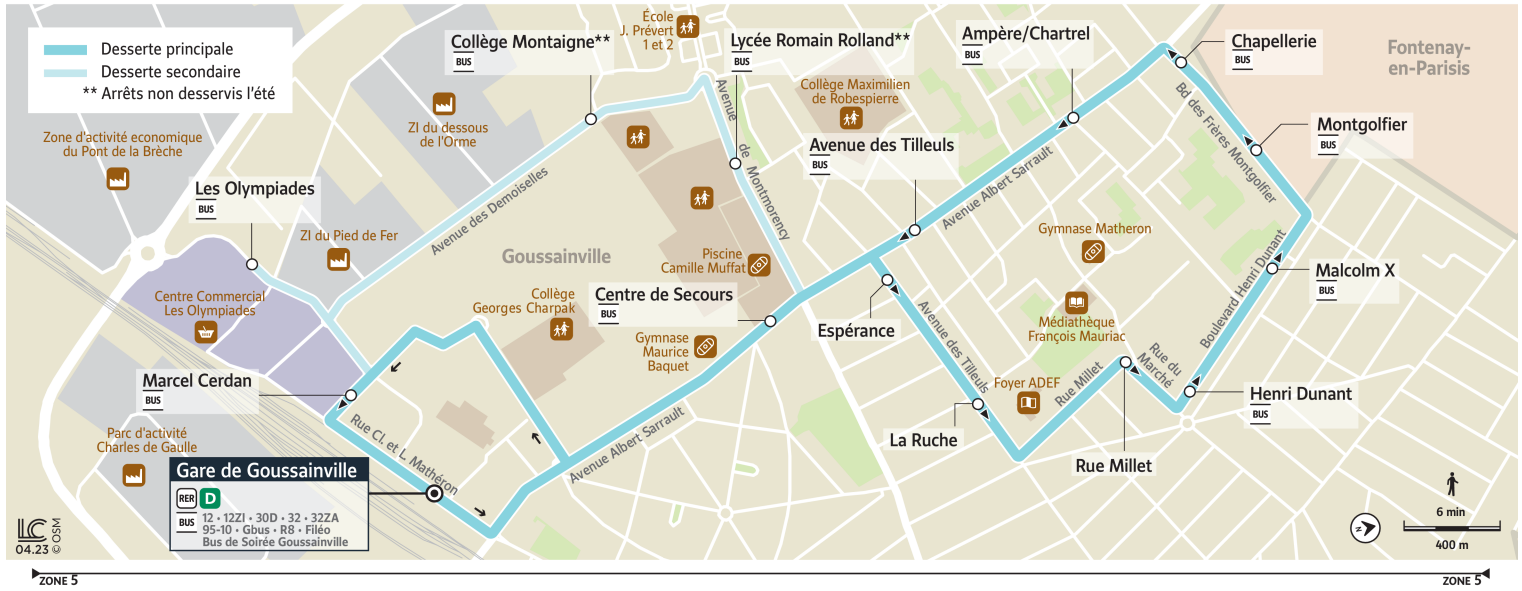 Desserte principale
Desserte secondaire
** Arrêts non desservis l'été
École
J. Prévert
1 et 2
Collège Montaigne**
BUS
Lycée Romain Rolland**
BUS
Ampère/Chartrel
BUS
Chapellerie
BUS
Fontenay-
en-Parisis
Collège Maximilien
de Robespierre
Avenue
de Montmorency
Bd des Frères Montgolfier
Montgolfier
BUS
ZI du dessous
de l'Orme
Zone d'activité economique
du Pont de la Brèche
Avenue des Tilleuls
BUS
Avenue Albert Sarrault
Les Olympiades
BUS
Avenue des Demoiselles
ZI du Pied de Fer
Goussainville
Piscine
Camille Muffat
Gymnase Matheron
Boulevard Henri Dunant
Malcolm X
BUS
Centre Commercial
Les Olympiades
Collège
Georges Charpak
Centre de Secours
BUS
Espérance
Avenue des Tilleuls
Médiathèque
François Mauriac
Gymnase
Maurice
Baquet
Rue du
Marché
Rue Millet
Foyer ADEF
Marcel Cerdan
BUS
Henri Dunant
BUS
Rue Cl. et L. Mathéron
Avenue Albert Sarrault
La Ruche
Rue Millet
Parc d'activité
Charles de Gaulle
Gare de Goussainville
RER D
BUS
12 • 12ZI • 30D • 32 • 32ZA
95-10 • Gbus • R8 • Filéo
Bus de Soirée Goussainville
LC
04.23 © OSM
N
6 min
400 m
ZONE 5
ZONE 5